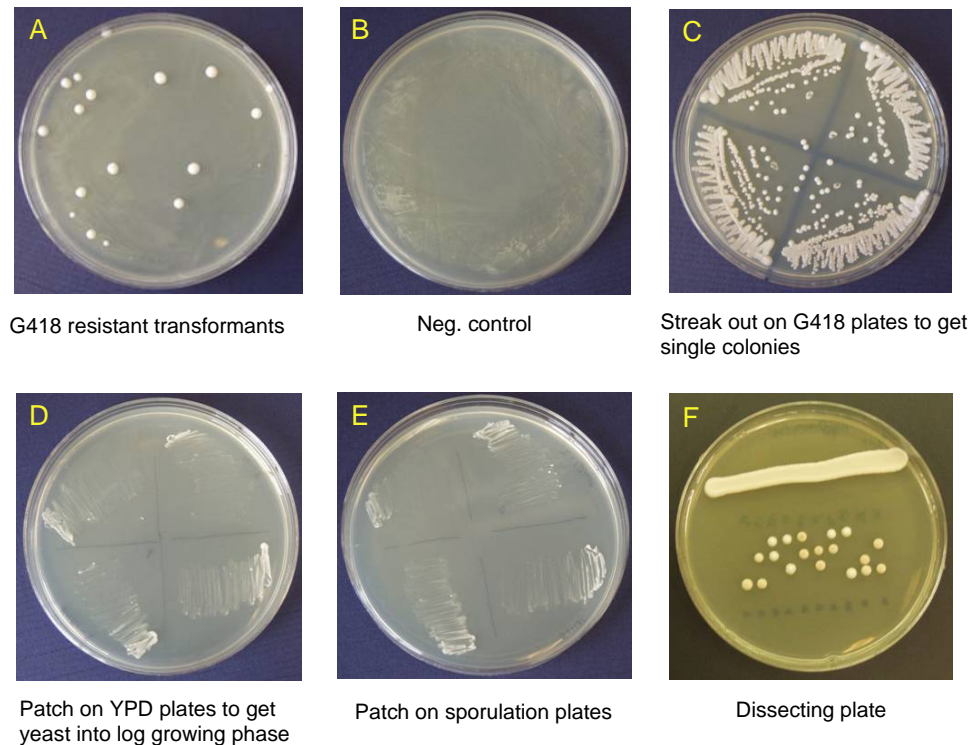 A
B
C
G418 resistant transformants
Neg. control
Streak out on G418 plates to get
single colonies
D
E
F
Patch on YPD plates to get
yeast into log growing phase
Patch on sporulation plates
Dissecting plate